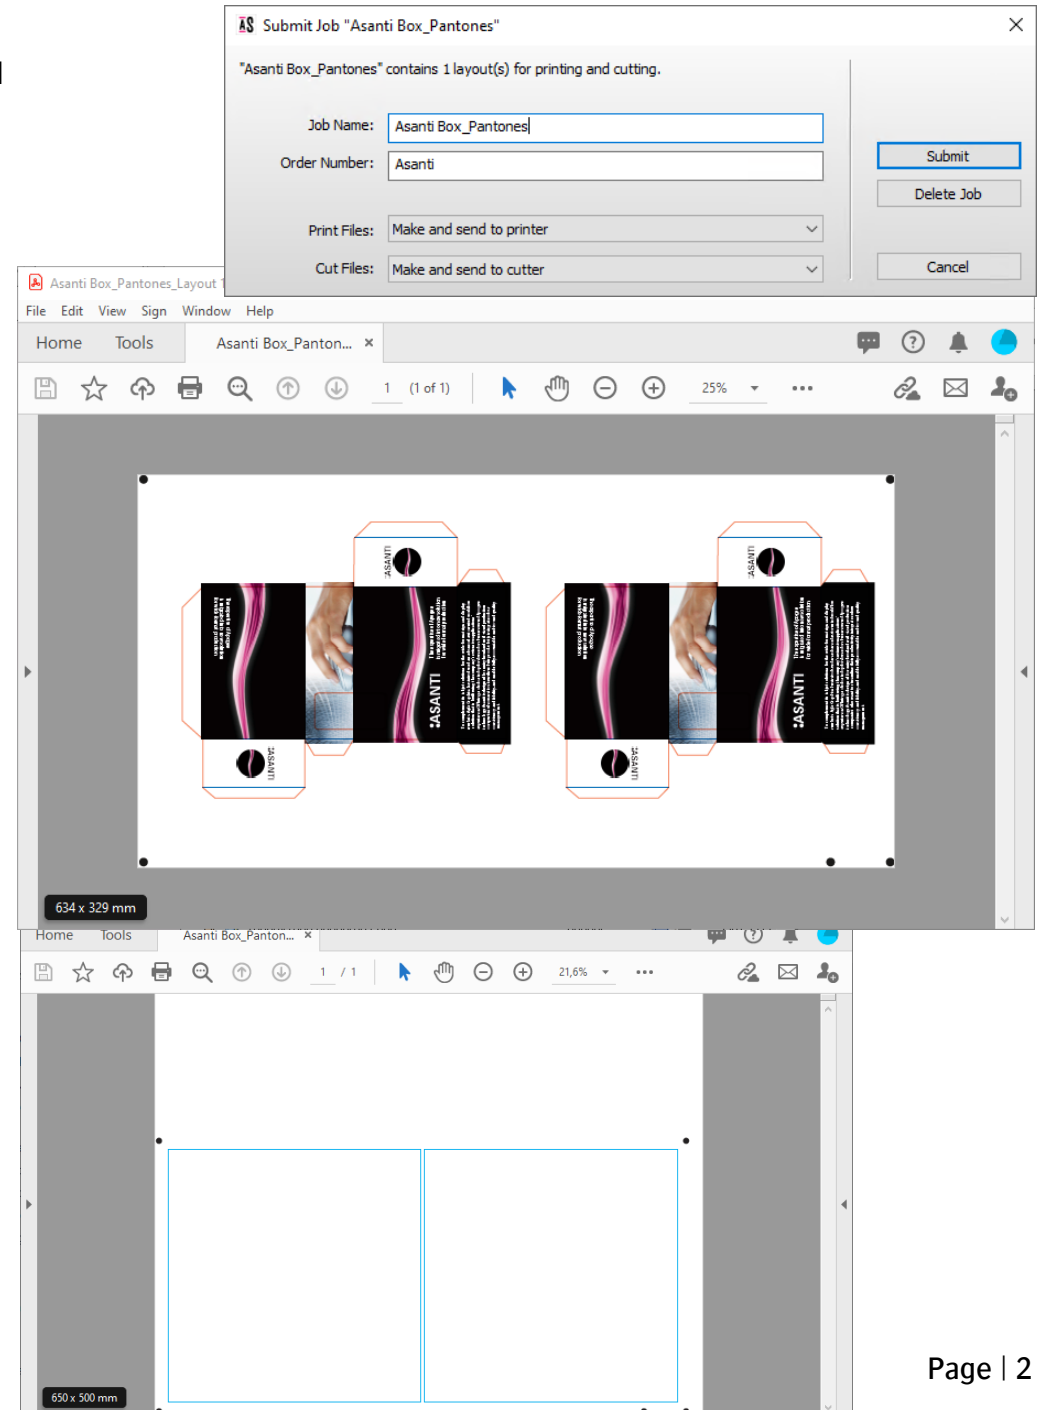 Submit Job "Asanti Box_Pantones"
"Asanti Box_Pantones" contains 1 layout(s) for printing and cutting.
Job Name: Asanti Box_Pantones
Order Number: Asanti
Submit
Delete Job
Print Files: Make and send to printer
Cut Files: Make and send to cutter
Cancel
Asanti Box_Pantones_Layout 1
File Edit View Sign Window Help
Home Tools Asanti Box_Panton... ×
1 (1 of 1) 25%
ASANTI
ASANTI
:ASANTI
:ASANTI
ASANTI
ASANTI
634 x 329 mm
Home Tools Asanti Box_Panton... ×
1 / 1 21,6%
650 x 500 mm
Page | 2